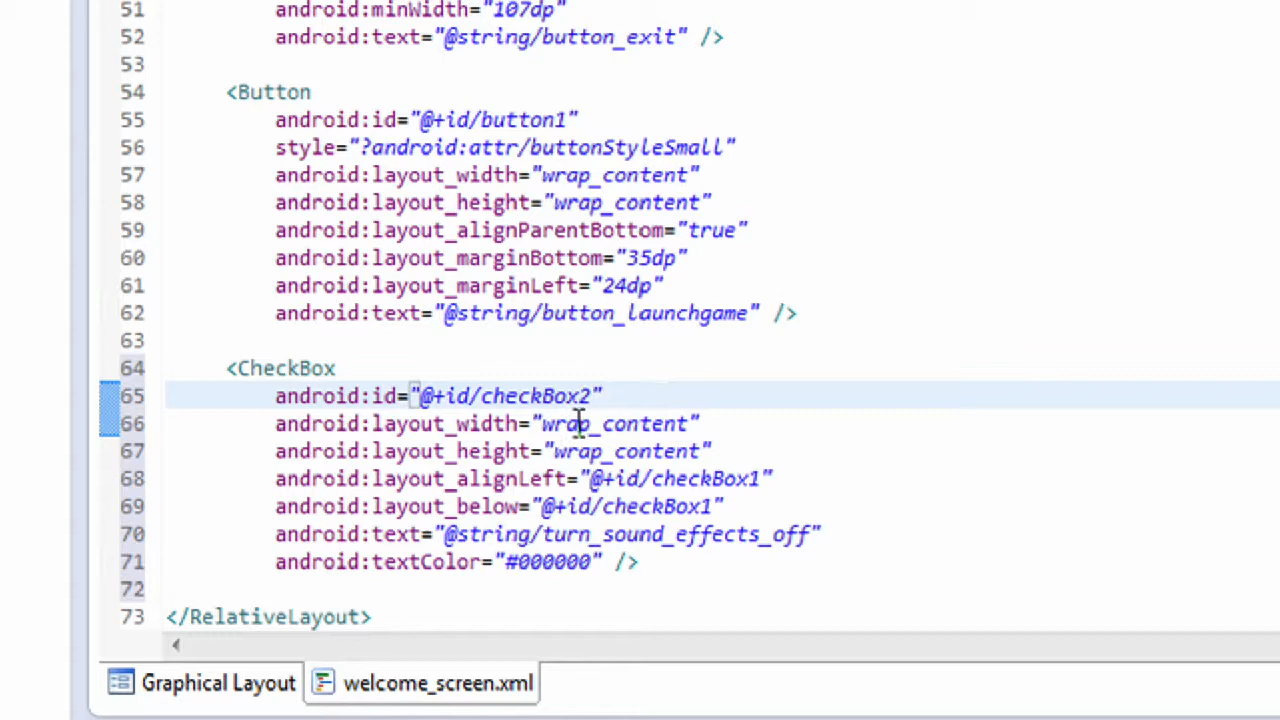 51 android:minWidth="107dp"
52 android:text="@string/button_exit" />
53
54 <Button
55 android:id="@+id/button1"
56 style="?android:attr/buttonStyleSmall"
57 android:layout_width="wrap_content"
58 android:layout_height="wrap_content"
59 android:layout_alignParentBottom="true"
60 android:layout_marginBottom="35dp"
61 android:layout_marginLeft="24dp"
62 android:text="@string/button_launchgame" />
63
64 <CheckBox
65 android:id="@+id/checkBox2"
66 android:layout_width="wrap_content"
67 android:layout_height="wrap_content"
68 android:layout_alignLeft="@+id/checkBox1"
69 android:layout_below="@+id/checkBox1"
70 android:text="@string/turn_sound_effects_off"
71 android:textColor="#000000" />
72
73 </RelativeLayout>
Graphical Layout welcome_screen.xml